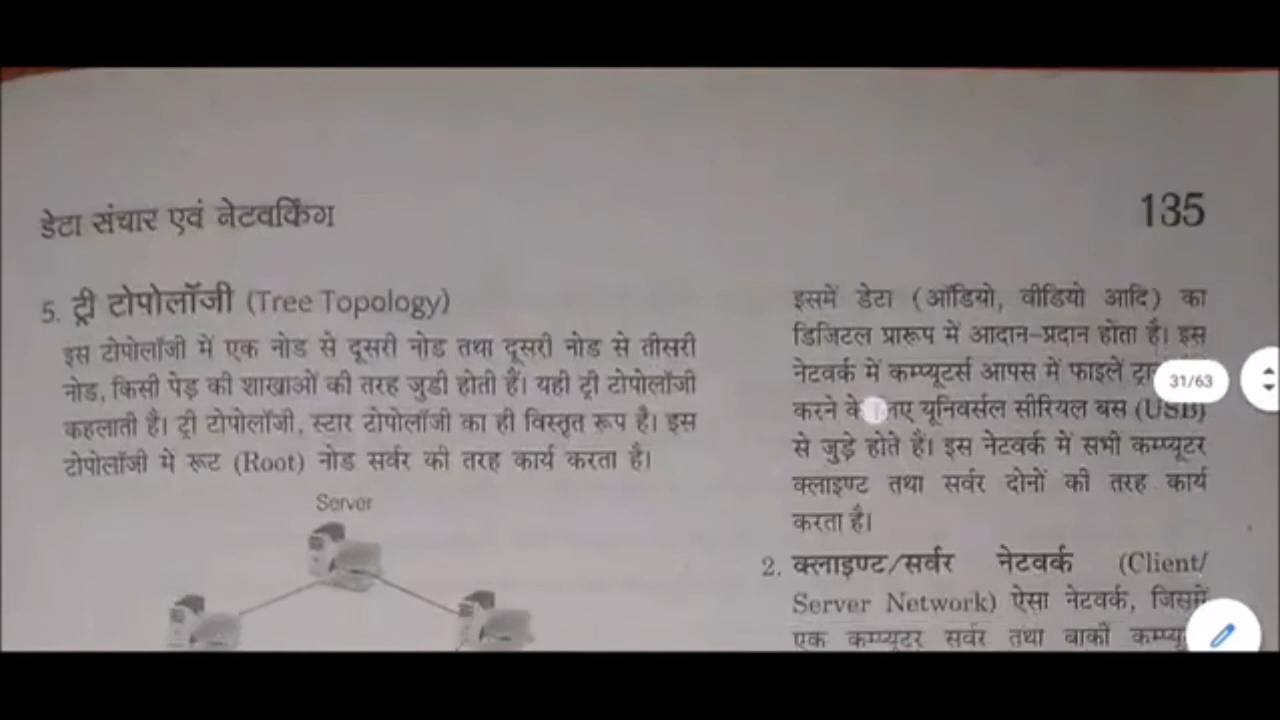 डेटा संचार एवं नेटवर्किंग
135
5. ट्री टोपोलॉजी (Tree Topology)
इस टोपोलॉजी में एक नोड से दूसरी नोड तथा दूसरी नोड से तीसरी
नोड, किसी पेड़ की शाखाओं की तरह जुडी होती हैं। यही ट्री टोपोलॉजी
कहलाती है। ट्री टोपोलॉजी, स्टार टोपोलॉजी का ही विस्तृत रूप है। इस
टोपोलॉजी में रूट (Root) नोड सर्वर की तरह कार्य करता है।
Server
इसमें डेटा (ऑडियो, वीडियो आदि) का
डिजिटल प्रारूप में आदान-प्रदान होता है। इस
नेटवर्क में कम्प्यूटर्स आपस में फाइलें
31/63
करने के यूनिवर्सल सीरियल बस (USB)
से जुड़े होते हैं। इस नेटवर्क में सभी कम्प्यूटर
क्लाइण्ट तथा सर्वर दोनों की तरह कार्य
करता है।
2. क्लाइण्ट/सर्वर नेटवर्क (Client/
Server Network) ऐसा नेटवर्क, जिसमें
एक कम्प्यूटर सर्वर तथा बाकी